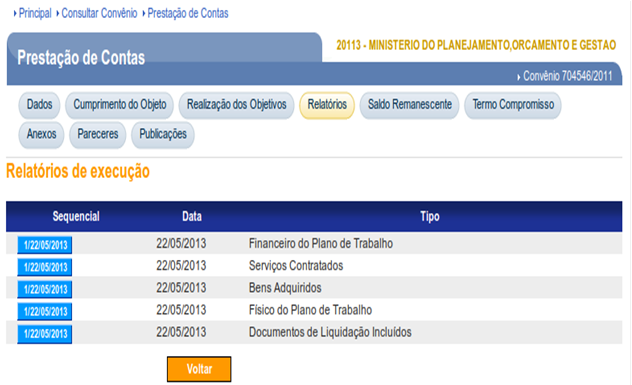 Principal Consultar Convênio Prestação de Contas
20113 - MINISTERIO DO PLANEJAMENTO,ORCAMENTO E GESTAO
Prestação de Contas
Convênio 704546/2011
Dados Cumprimento do Objeto Realização dos Objetivos Relatórios Saldo Remanescente Termo Compromisso
Anexos Pareceres Publicações
Relatórios de execução
Sequencial Data Tipo
1/22/05/2013 22/05/2013 Financeiro do Plano de Trabalho
1/22/05/2013 22/05/2013 Serviços Contratados
1/22/05/2013 22/05/2013 Bens Adquiridos
1/22/05/2013 22/05/2013 Físico do Plano de Trabalho
1/22/05/2013 22/05/2013 Documentos de Liquidação Incluídos
Voltar